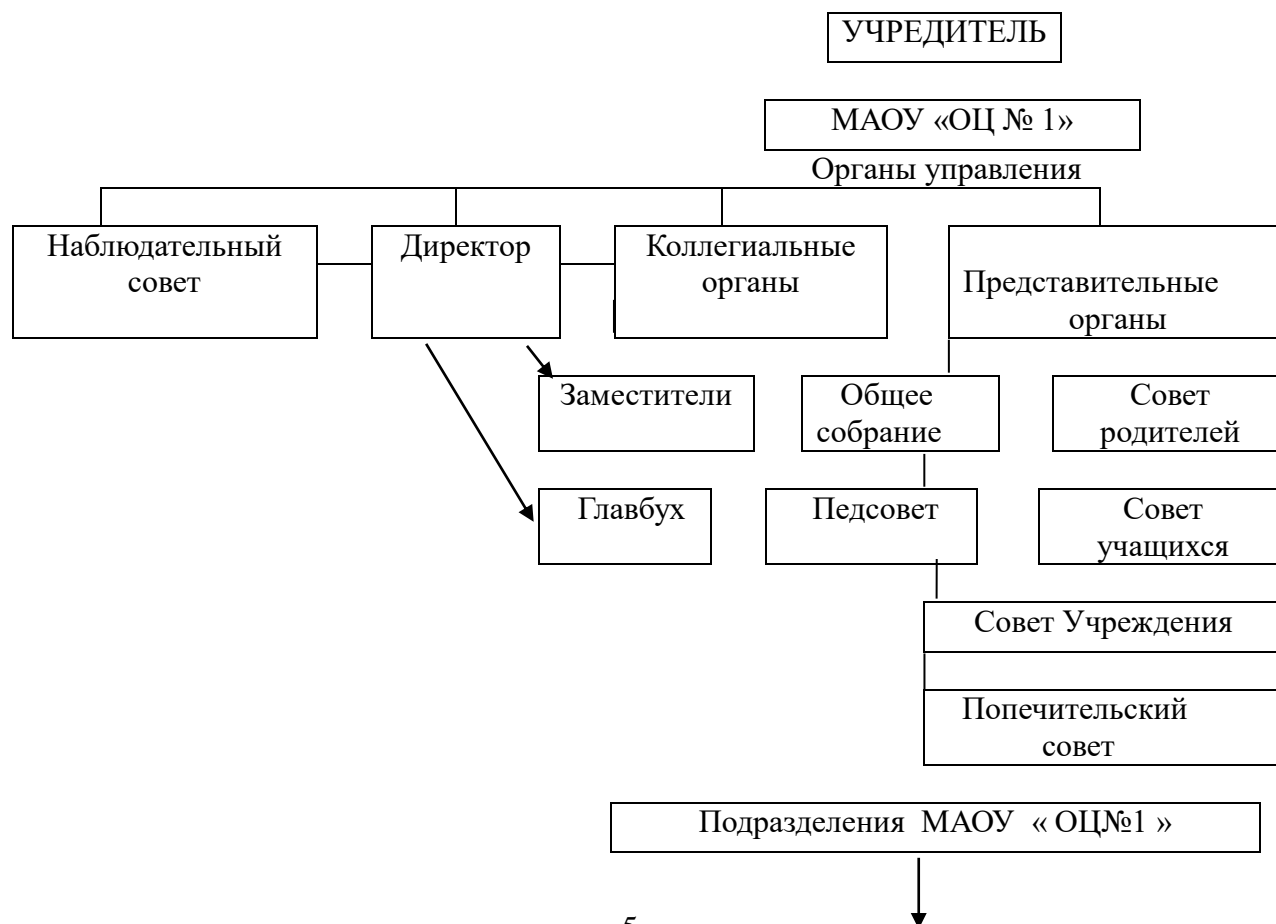 УЧРЕДИТЕЛЬ
МАОУ «ОЦ № 1»
Органы управления
Наблюдательный
совет
Директор
Коллегиальные
органы
Представительные
органы
Заместители
Общее
собрание
Совет
родителей
Главбух
Педсовет
Совет
учащихся
Совет Учреждения
Попечительский
совет
Подразделения МАОУ « ОЦ№1 »
5